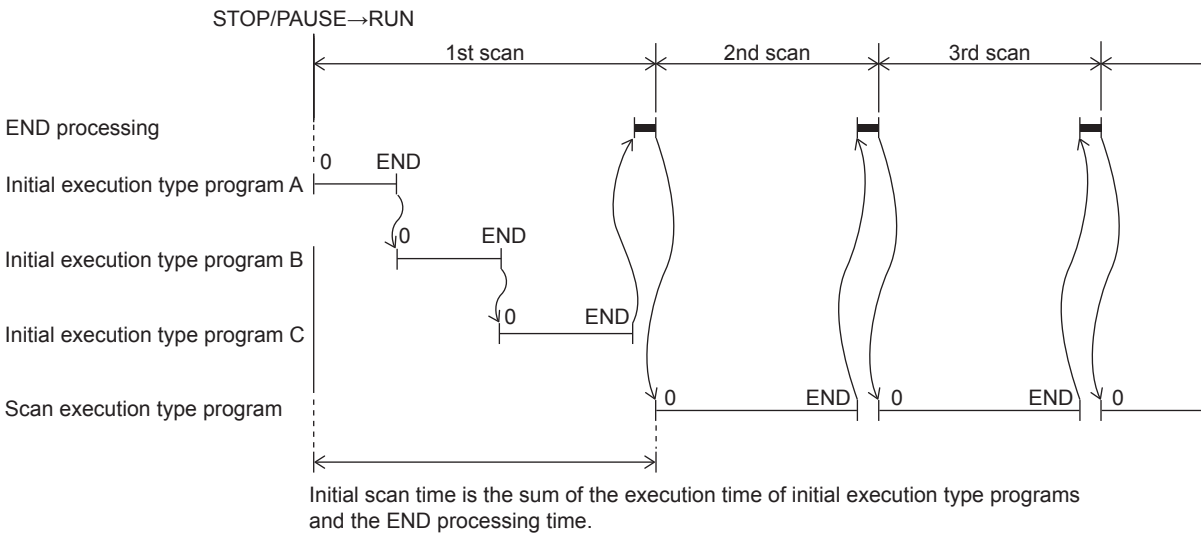 STOP/PAUSE→RUN
1st scan
2nd scan
3rd scan
END processing
0 END
Initial execution type program A
0 END
Initial execution type program B
0 END
Initial execution type program C
0 END 0 END 0
Scan execution type program
Initial scan time is the sum of the execution time of initial execution type programs
and the END processing time.